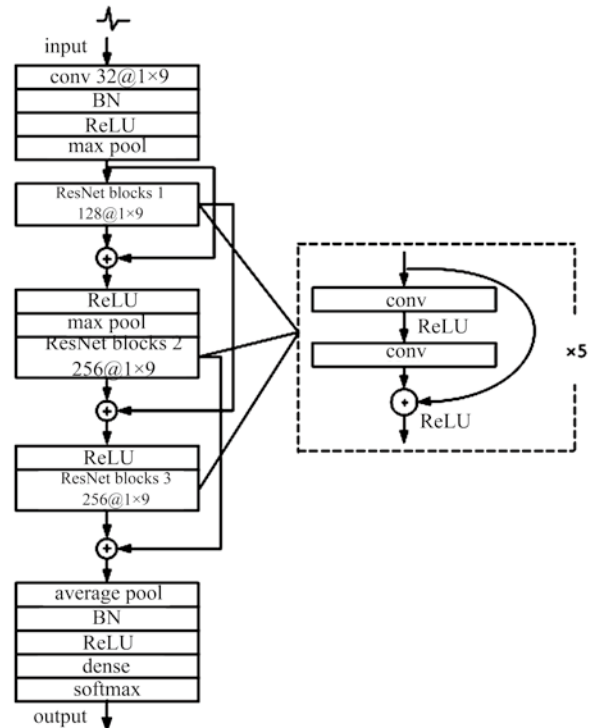 input
conv 32@1×9
BN
ReLU
max pool
ResNet blocks 1
128@1×9
+
ReLU
max pool
ResNet blocks 2
256@1×9
+
ReLU
ResNet blocks 3
256@1×9
+
average pool
BN
ReLU
dense
softmax
output
conv
ReLU
conv
+
ReLU
×5